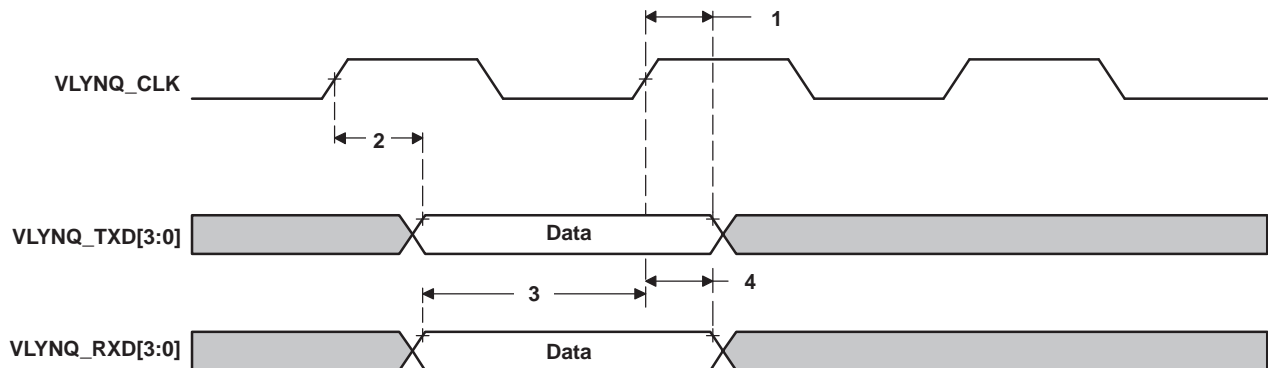 1
VLYNQ_CLK
2
VLYNQ_TXD[3:0]
Data
3
4
VLYNQ_RXD[3:0]
Data